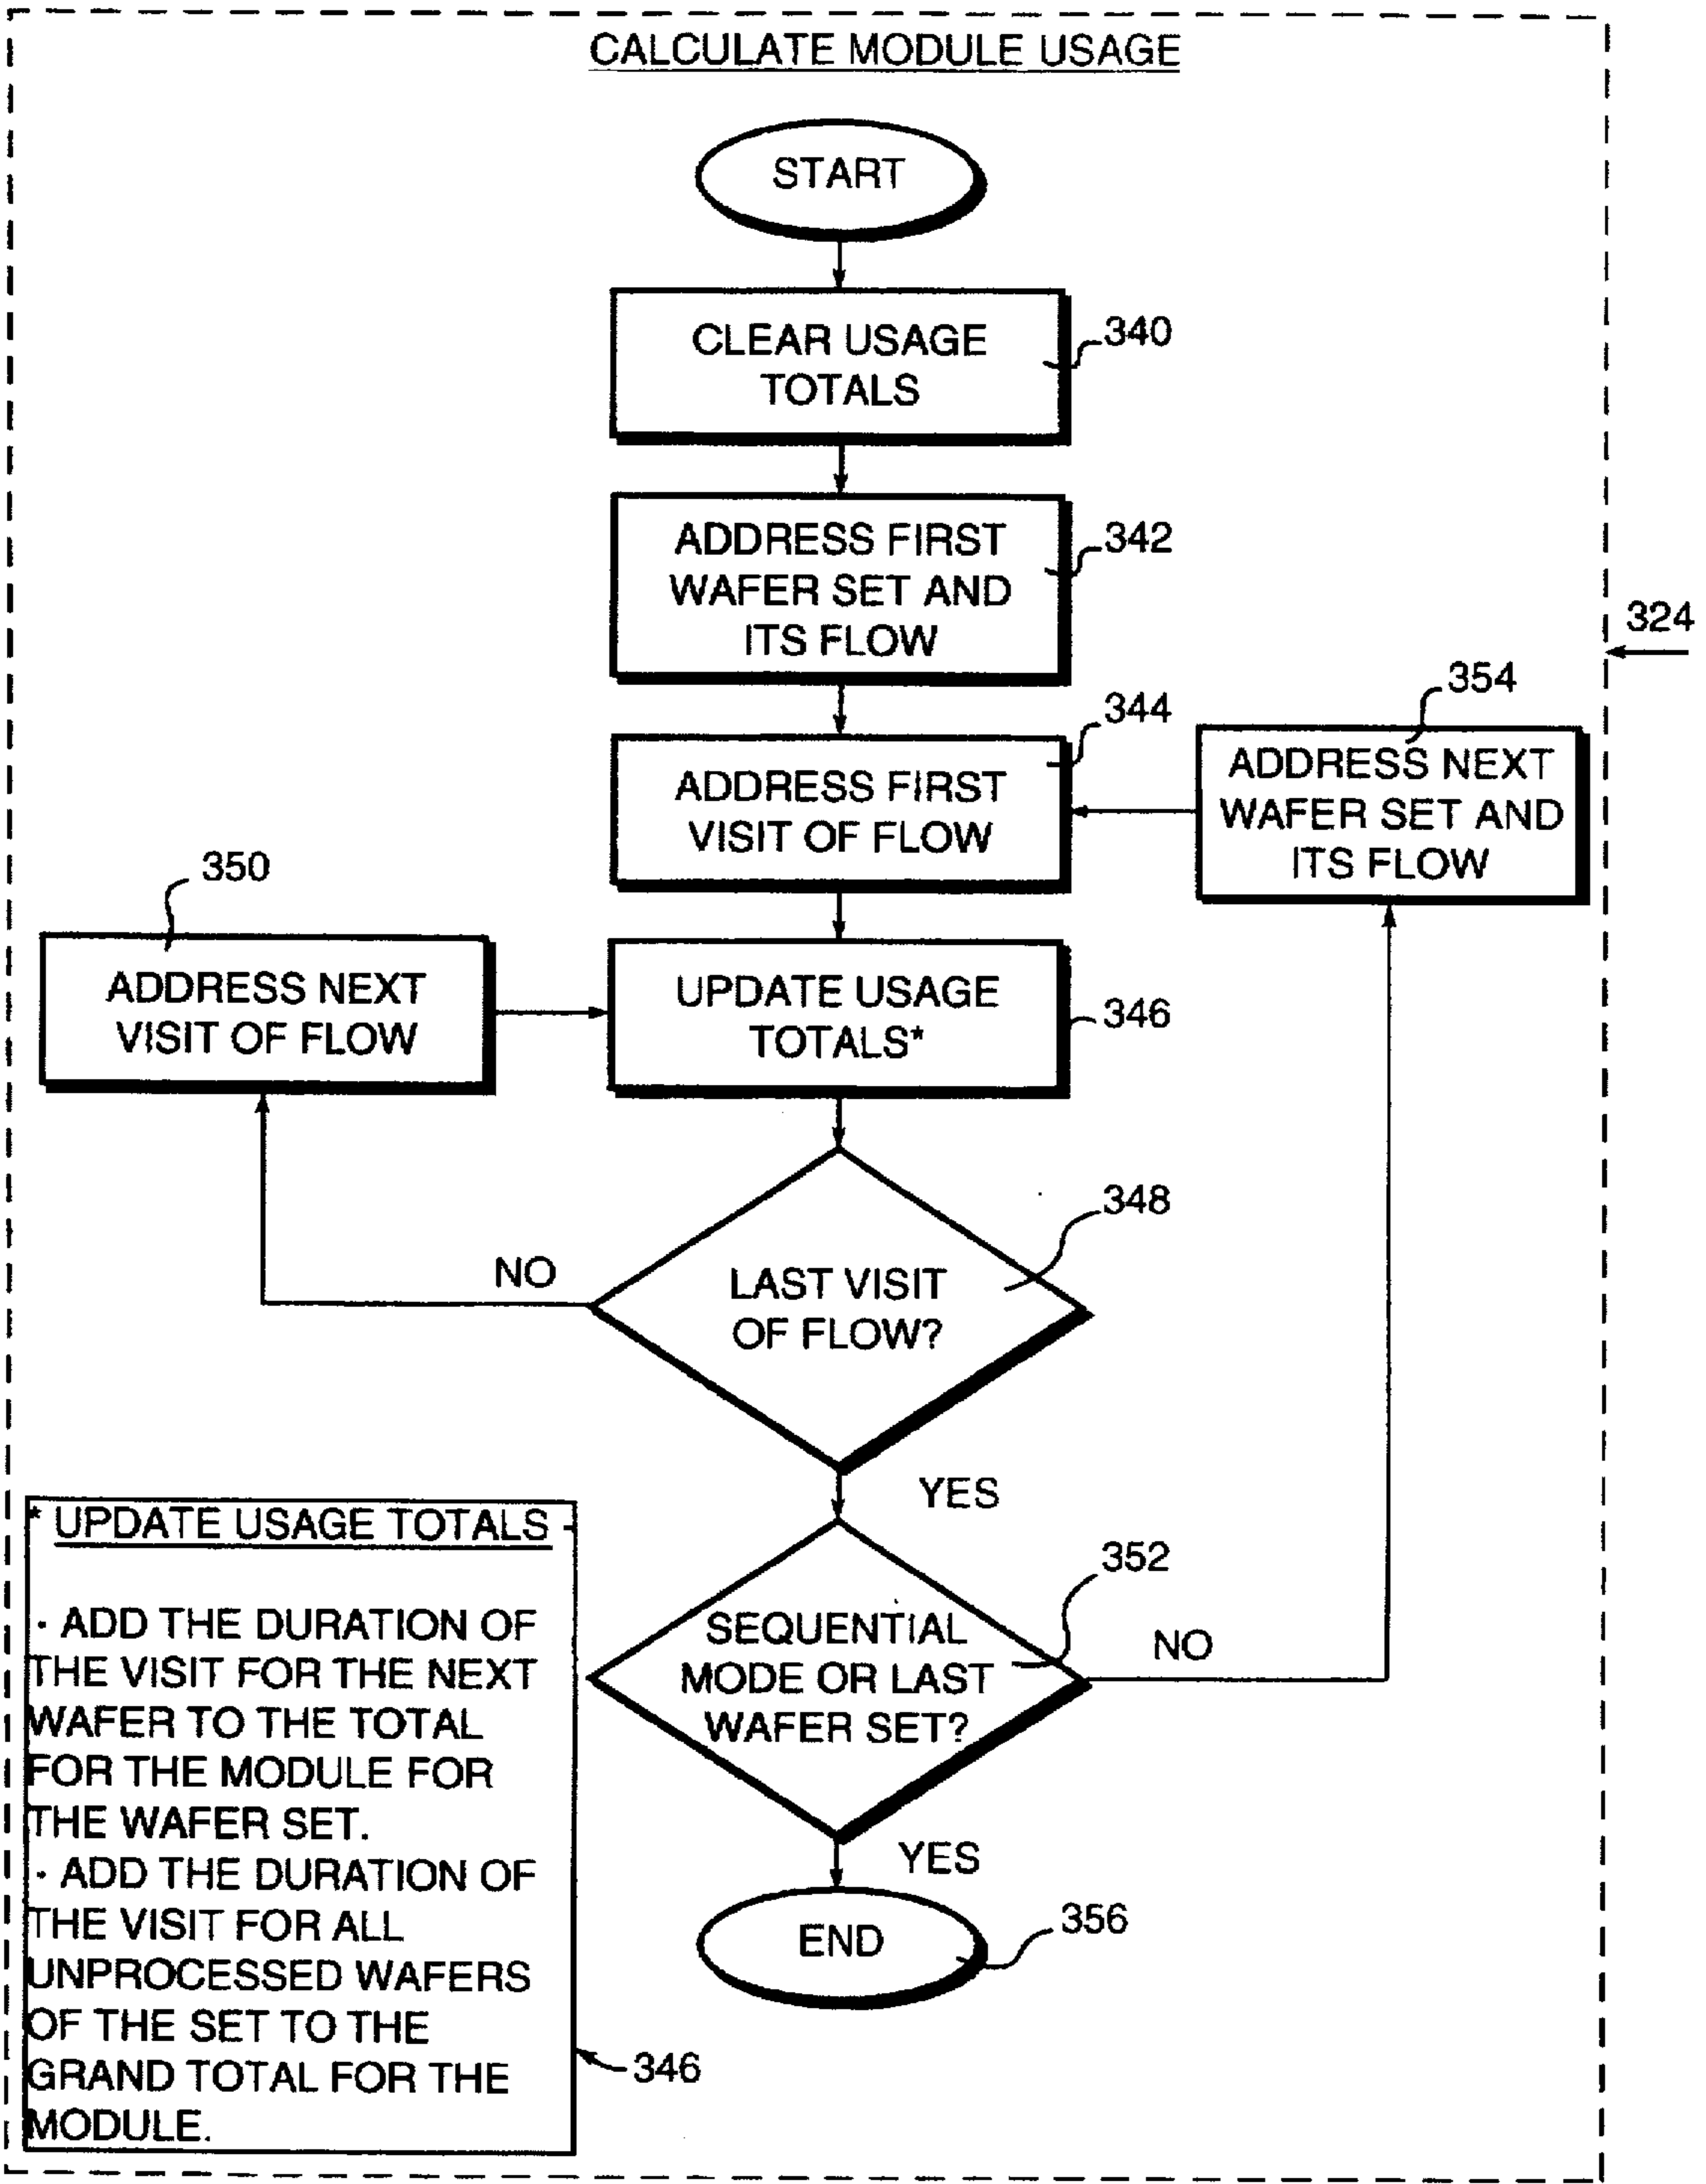 CALCULATE MODULE USAGE
START
CLEAR USAGE
TOTALS
340
ADDRESS FIRST
WAFER SET AND
ITS FLOW
342
324
354
344
ADDRESS FIRST
VISIT OF FLOW
ADDRESS NEXT
WAFER SET AND
ITS FLOW
350
ADDRESS NEXT
VISIT OF FLOW
UPDATE USAGE
TOTALS*
346
348
NO
LAST VISIT
OF FLOW?
YES
352
SEQUENTIAL
MODE OR LAST
WAFER SET?
NO
YES
END
356
* UPDATE USAGE TOTALS -
· ADD THE DURATION OF
THE VISIT FOR THE NEXT
WAFER TO THE TOTAL
FOR THE MODULE FOR
THE WAFER SET.
· ADD THE DURATION OF
THE VISIT FOR ALL
UNPROCESSED WAFERS
OF THE SET TO THE
GRAND TOTAL FOR THE
MODULE.
346